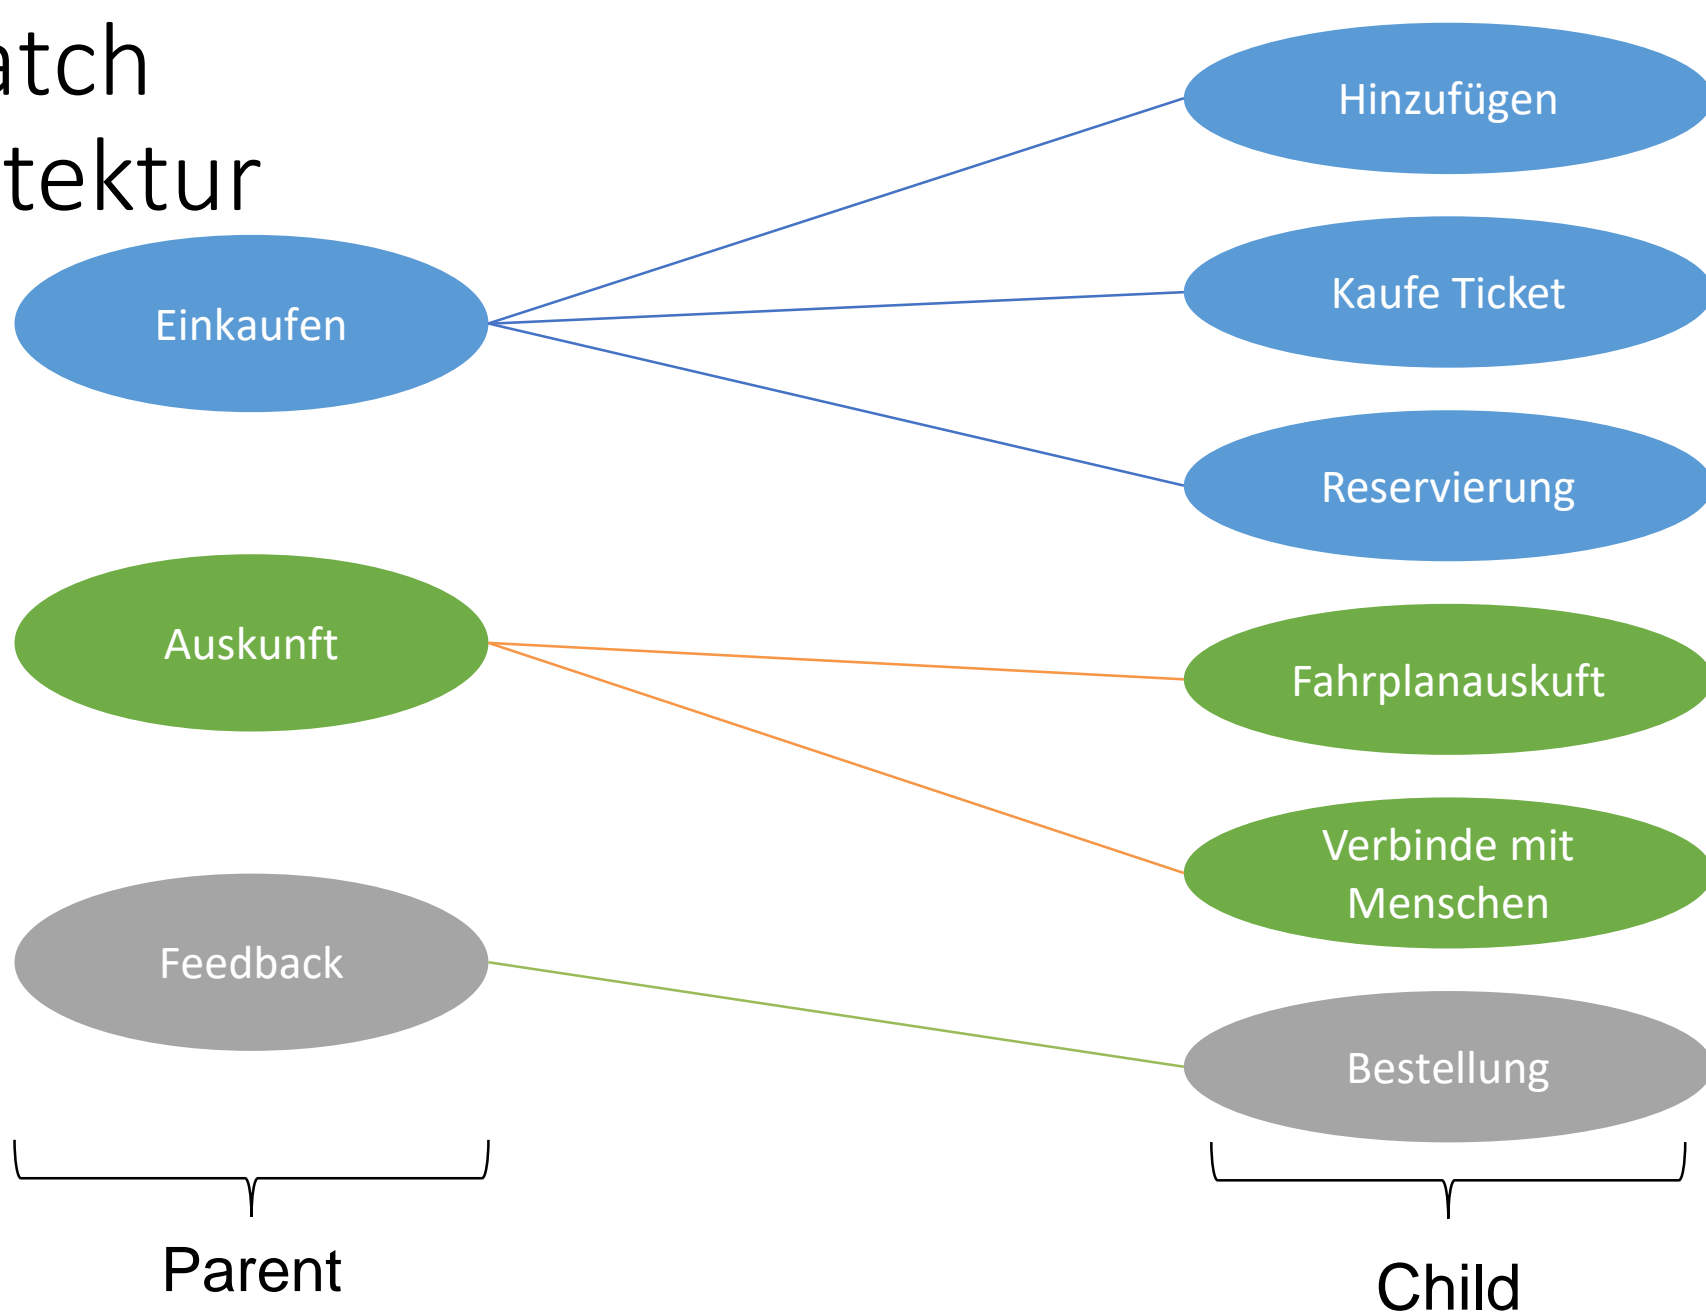 atch
tektur
Einkaufen
Auskunft
Feedback
Hinzufügen
Kaufe Ticket
Reservierung
Fahrplanauskuft
Verbinde mit
Menschen
Bestellung
Parent
Child